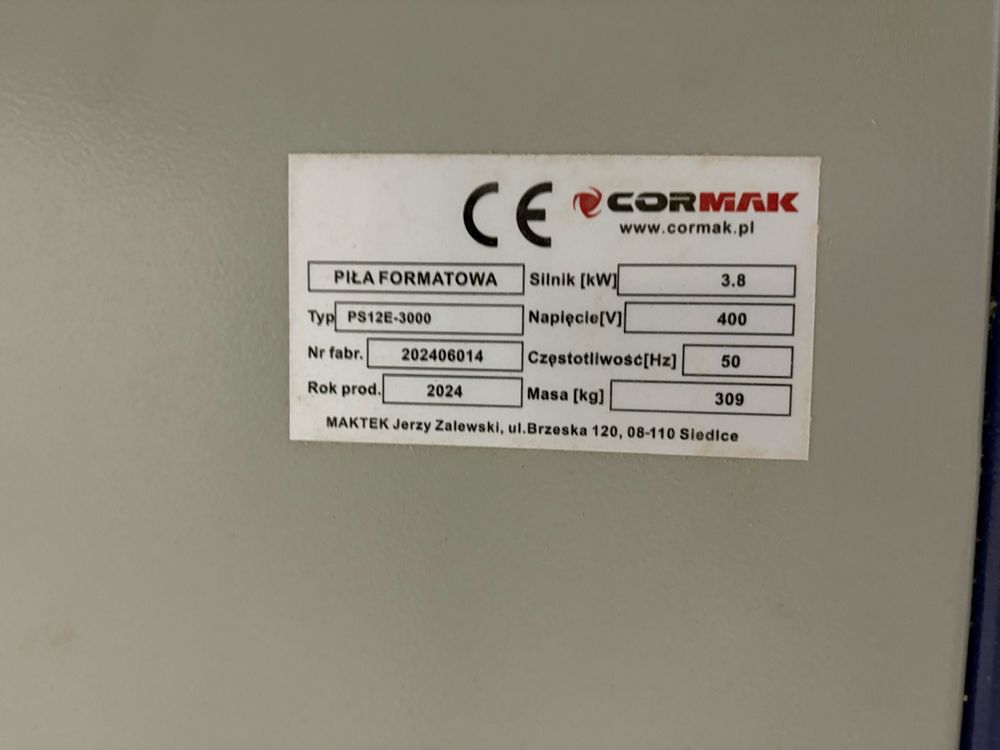 CE CORMAK
www.cormak.pl
PIŁA FORMATOWA Silnik [kW] 3.8
Typ PS12E-3000 Napięcie[V] 400
Nr fabr. 202406014 Częstotliwość[Hz] 50
Rok prod. 2024 Masa [kg] 309
MAKTEK Jerzy Zalewski, ul.Brzeska 120, 08-110 Siedlce